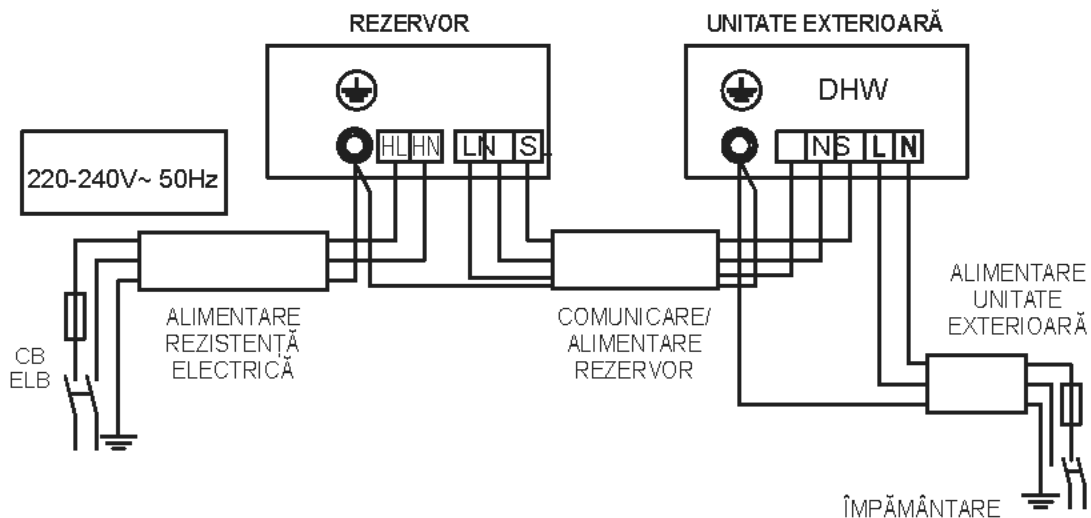 REZERVOR
UNITATE EXTERIOARĂ
DHW
HL HN L N S L
N S L N
220-240V~ 50Hz
ALIMENTARE
REZISTENȚĂ
ELECTRICĂ
COMUNICARE/
ALIMENTARE
REZERVOR
ALIMENTARE
UNITATE
EXTERIOARĂ
CB
ELB
ÎMPĂMÂNTARE